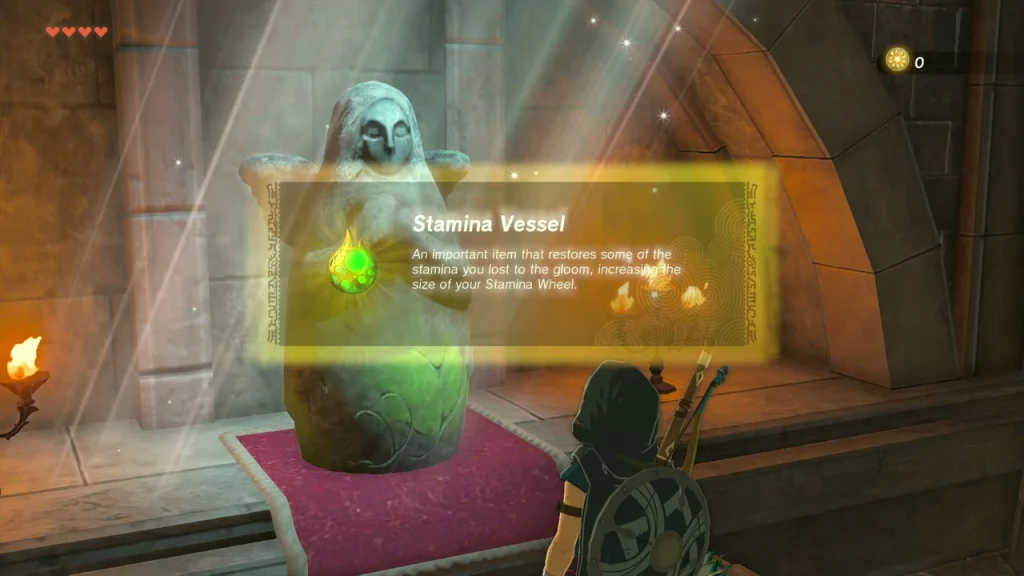 0
Stamina Vessel
An important item that restores some of the
stamina you lost to the gloom, increasing the
size of your Stamina Wheel.